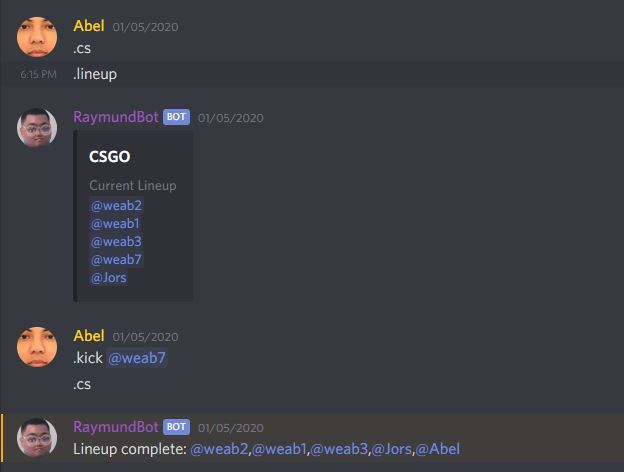 Abel 01/05/2020
.cs
6:15 PM .lineup
RaymundBot BOT 01/05/2020
CSGO
Current Lineup
@weab2
@weab1
@weab3
@weab7
@Jors
Abel 01/05/2020
.kick @weab7
.cs
RaymundBot BOT 01/05/2020
Lineup complete: @weab2,@weab1,@weab3,@Jors,@Abel